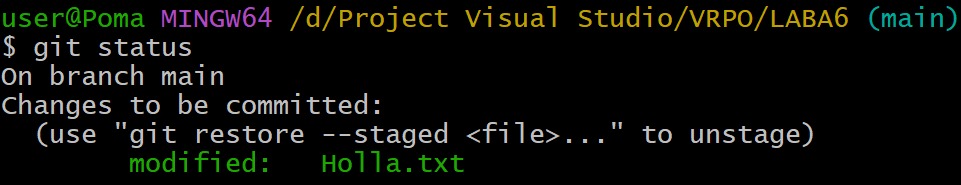 user@Poma MINGW64 /d/Project Visual Studio/VRPO/LABA6 (main)
$ git status
On branch main
Changes to be committed:
  (use "git restore --staged <file>..." to unstage)
        modified:   Holla.txt